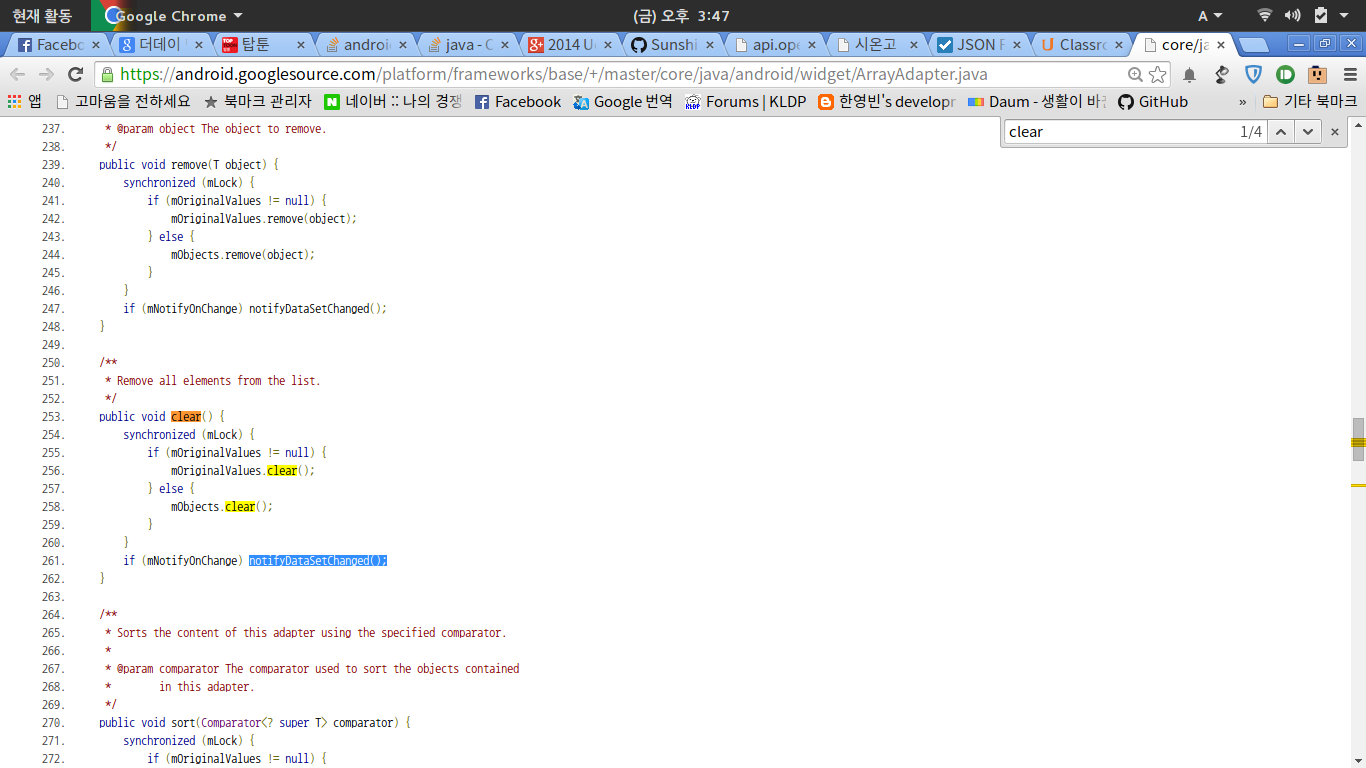 현재 활동 Google Chrome (금) 오후 3:47 A
Faceb 더데이 탑툰 androi java - C 2014 U Sunshi api.ope 시온고 JSON F Classro core/ja
https://android.googlesource.com/platform/frameworks/base/+/master/core/java/android/widget/ArrayAdapter.java
앱 고마움을 전하세요 북마크 관리자 네이버 :: 나의 경쟁 Facebook Google 번역 Forums | KLDP 한영빈's developr Daum - 생활이 바 GitHub » 기타 북마크
clear 1/4
237. * @param object The object to remove.
238. */
239. public void remove(T object) {
240. synchronized (mLock) {
241. if (mOriginalValues != null) {
242. mOriginalValues.remove(object);
243. } else {
244. mObjects.remove(object);
245. }
246. }
247. if (mNotifyOnChange) notifyDataSetChanged();
248. }
249.
250. /**
251. * Remove all elements from the list.
252. */
253. public void clear() {
254. synchronized (mLock) {
255. if (mOriginalValues != null) {
256. mOriginalValues.clear();
257. } else {
258. mObjects.clear();
259. }
260. }
261. if (mNotifyOnChange) notifyDataSetChanged();
262. }
263.
264. /**
265. * Sorts the content of this adapter using the specified comparator.
266. *
267. * @param comparator The comparator used to sort the objects contained
268. * in this adapter.
269. */
270. public void sort(Comparator<? super T> comparator) {
271. synchronized (mLock) {
272. if (mOriginalValues != null) {